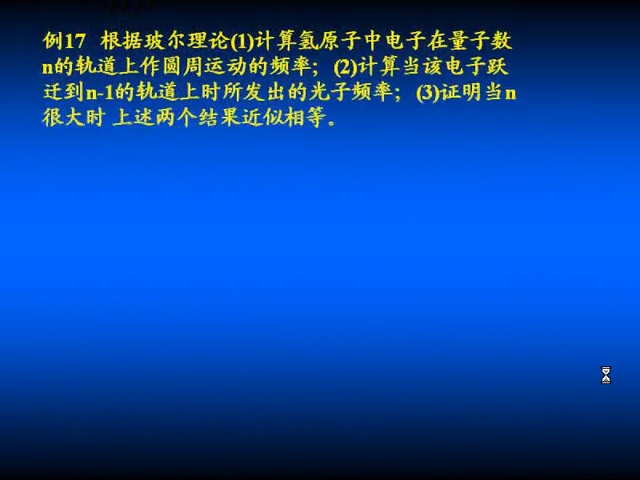 例17 根据玻尔理论(1)计算氢原子中电子在量子数
n的轨道上作圆周运动的频率；(2)计算当该电子跃
迁到n-1的轨道上时所发出的光子频率；(3)证明当n
很大时 上述两个结果近似相等。